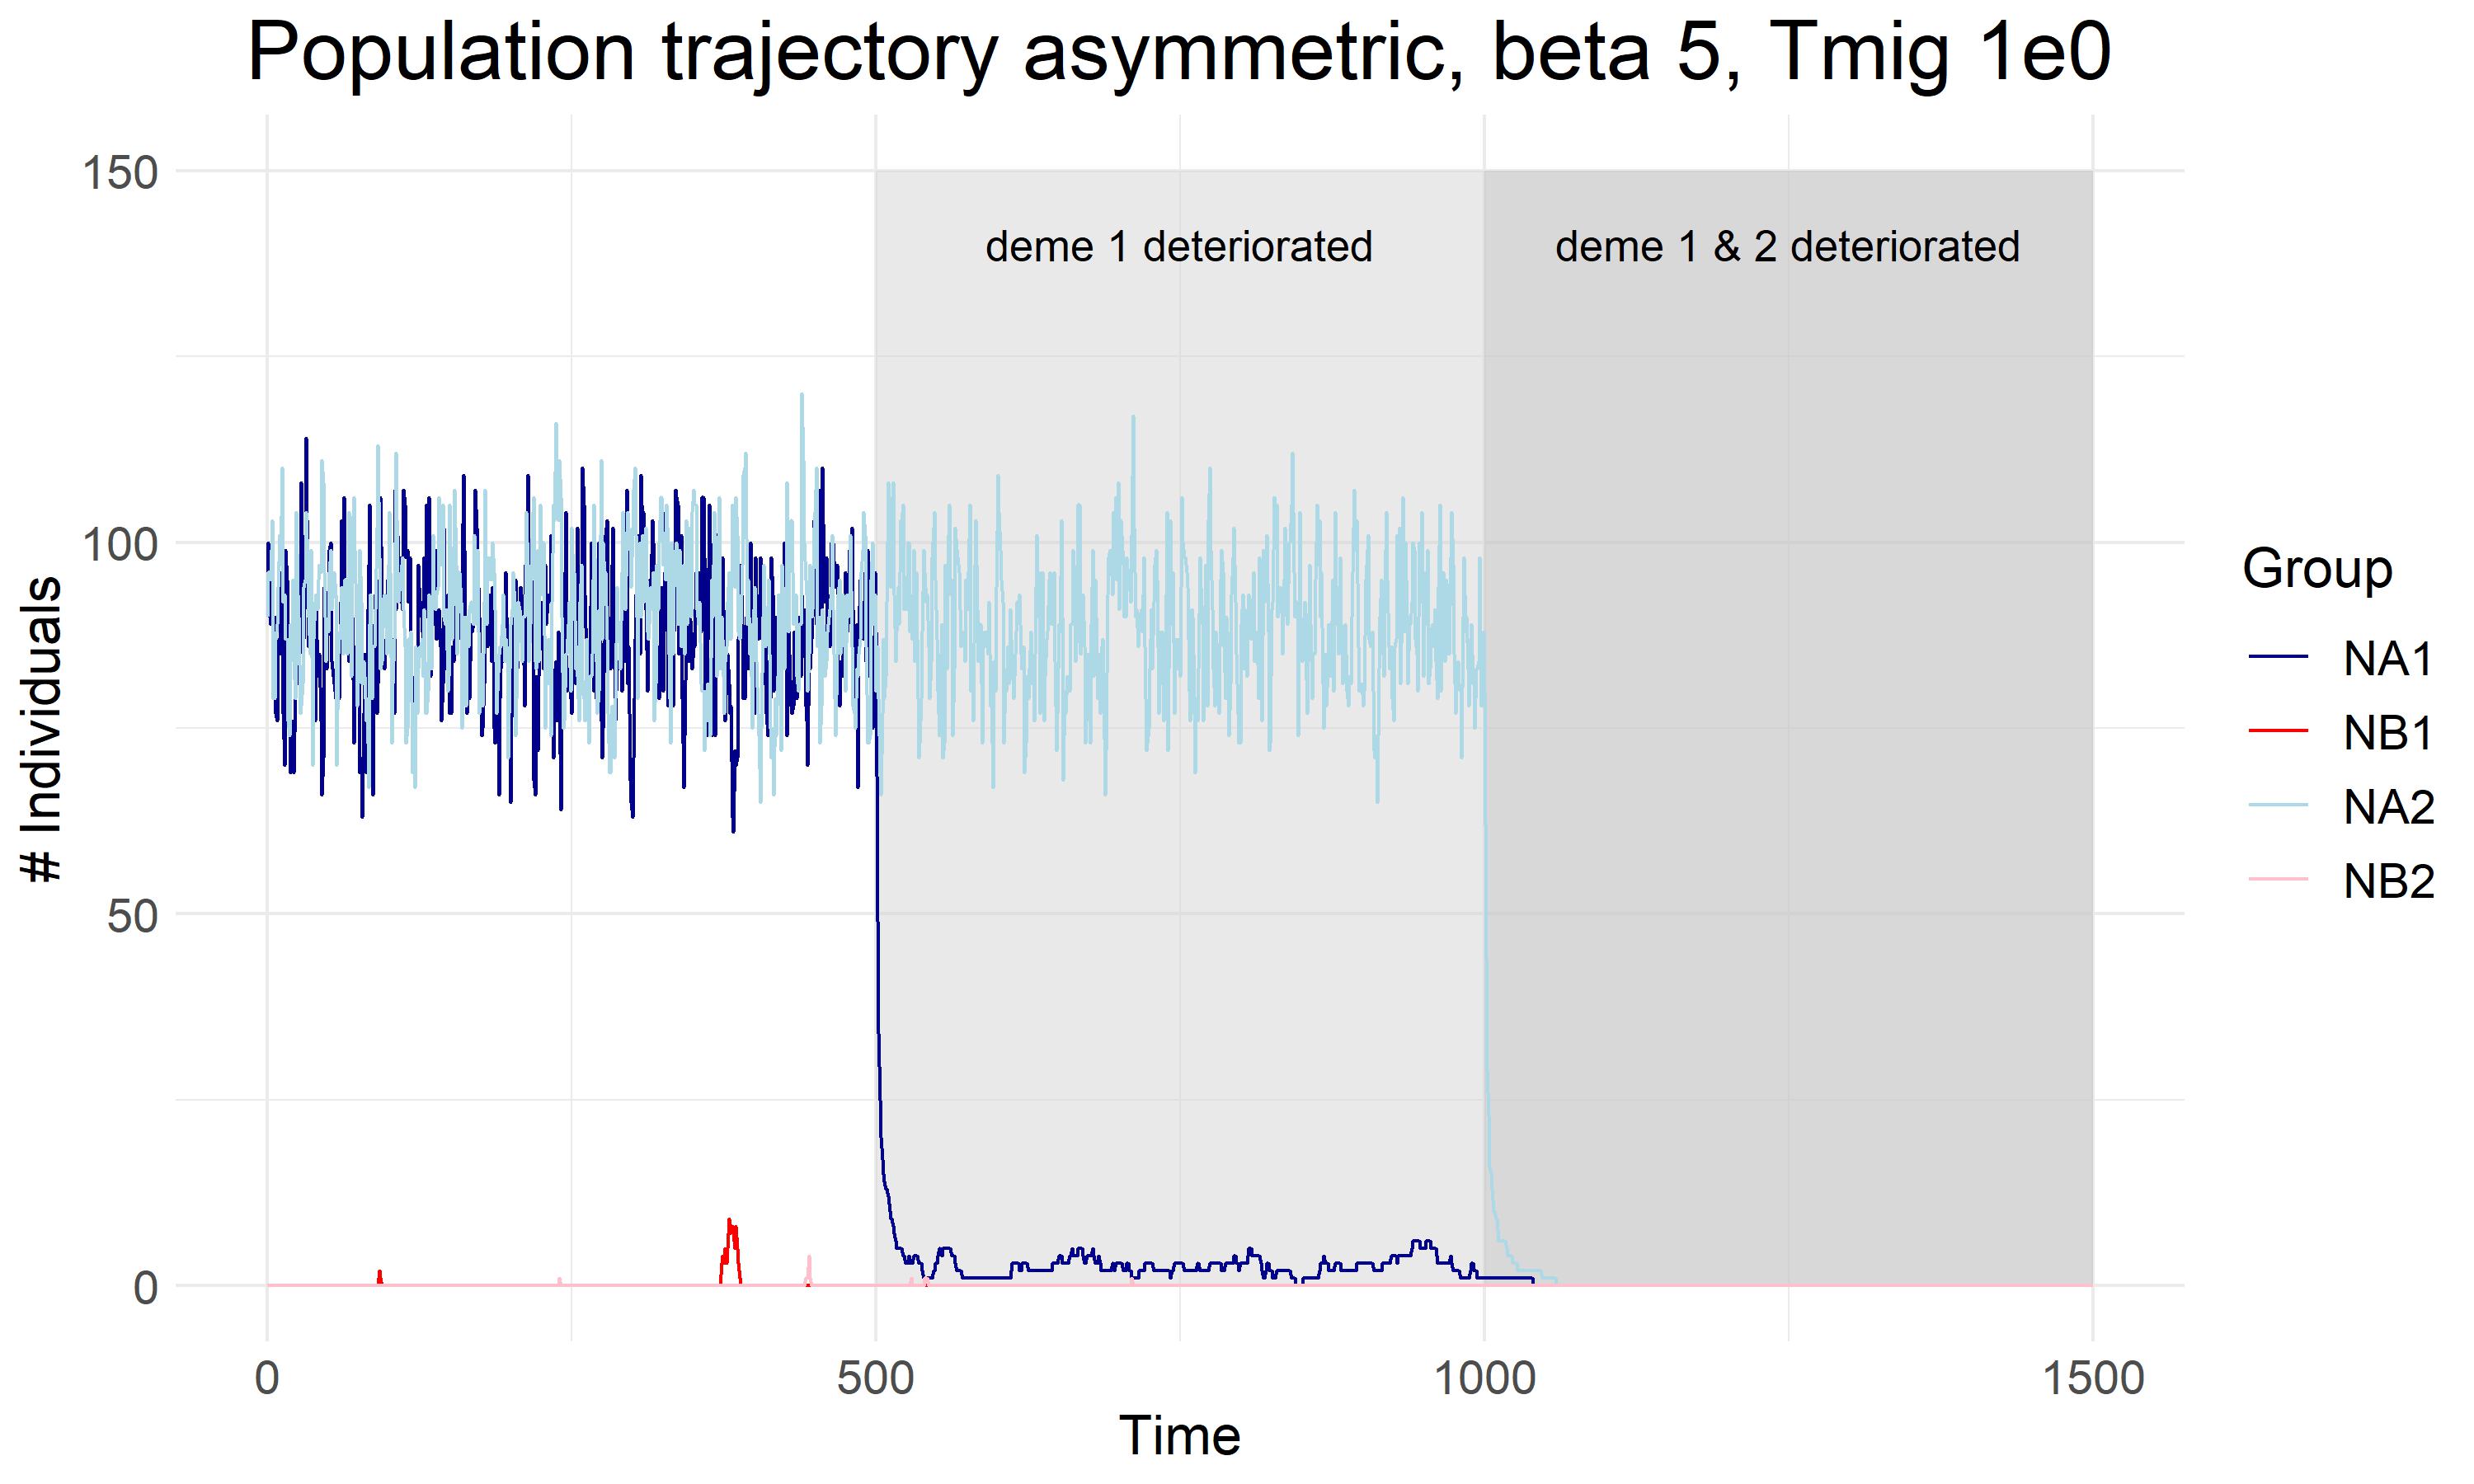 Population trajectory asymmetric, beta 5, Tmig 1e0
150
100
50
0
# Individuals
deme 1 deteriorated
deme 1 & 2 deteriorated
0
500
1000
1500
Time
Group
NA1
NB1
NA2
NB2